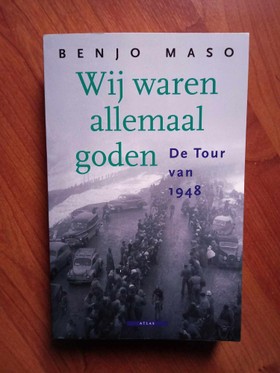 BENJO MASO
Wij waren
allemaal
goden
De Tour
van
1948
ATLAS